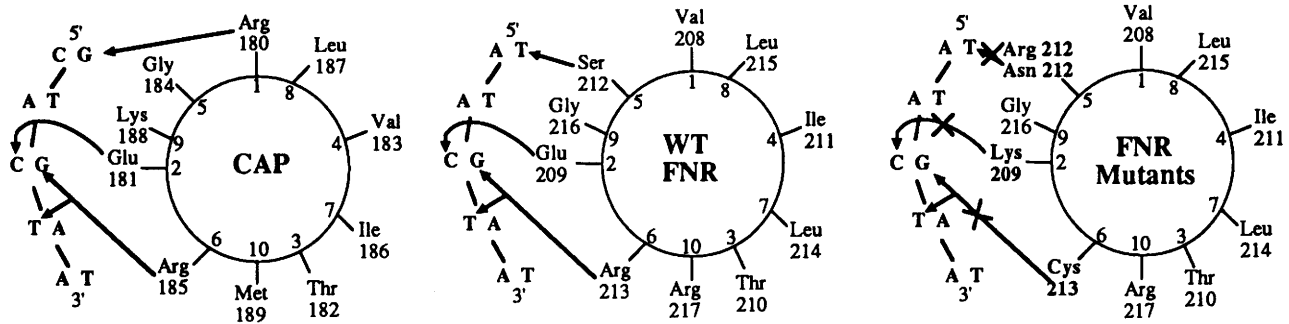 5'
C G
A T
C G
T A
A T
3'
Arg
180
Leu
187
Gly
184
Lys
188
Val
183
Glu
181
Ile
186
Arg
185
Met
189
Thr
182
1
8
5
4
9
2
7
6
10
3
CAP
5'
A T
A T
C G
T A
A T
3'
Val
208
Leu
215
Ser
212
Gly
216
Ile
211
Glu
209
Leu
214
Arg
213
Arg
217
Thr
210
1
8
5
4
9
2
7
6
10
3
WT
FNR
5'
A T
A T
C G
T A
A T
3'
Val
208
Leu
215
Arg 212
Asn 212
Gly
216
Ile
211
Lys
209
Leu
214
Cys
213
Arg
217
Thr
210
1
8
5
4
9
2
7
6
10
3
FNR
Mutants